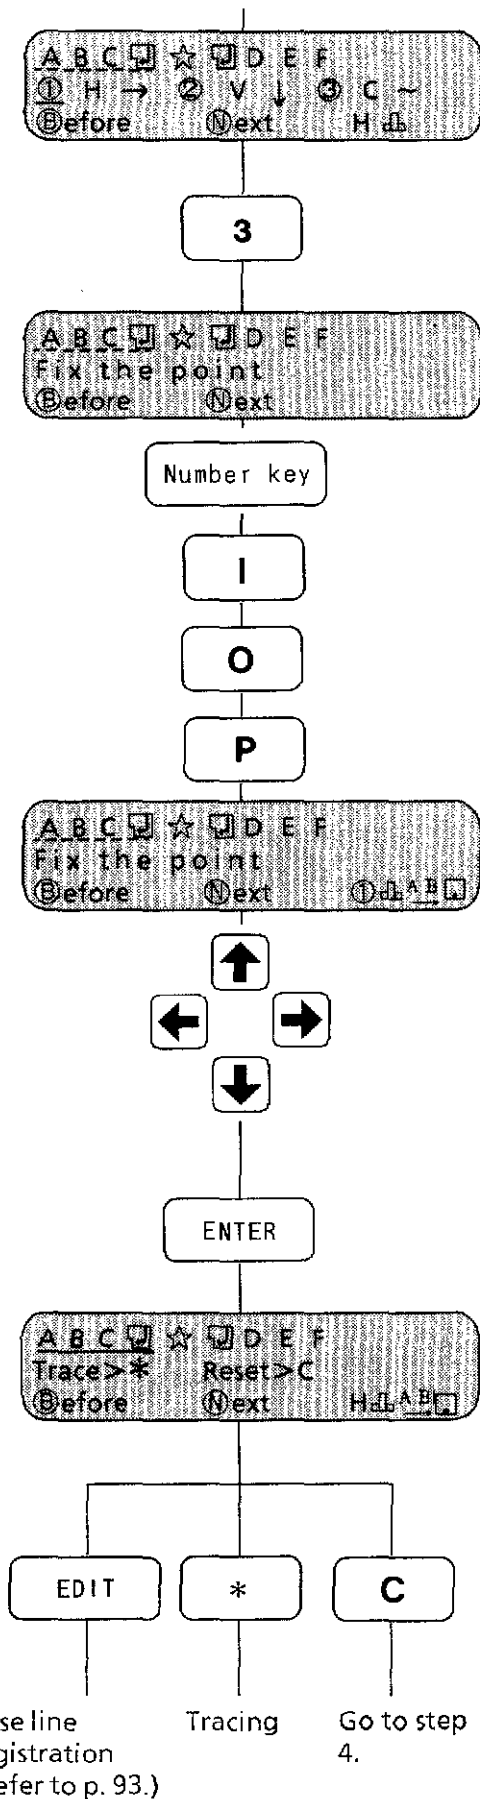 A B C ☆ D E F
① H → ② V ↓ ③ C ~
Ⓑefore Ⓝext H
3
A B C ☆ D E F
Fix the point
Ⓑefore Ⓝext
Number key
I
O
P
A B C ☆ D E F
Fix the point
Ⓑefore Ⓝext ① A B
↑
← →
↓
ENTER
A B C ☆ D E F
Trace>* Reset>C
Ⓑefore Ⓝext H A B
EDIT * C
se line Tracing Go to step
gistration 4.
efer to p. 93.)